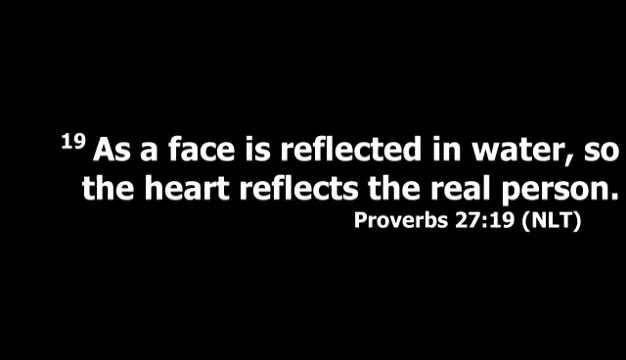 19 As a face is reflected in water, so
the heart reflects the real person.
Proverbs 27:19 (NLT)